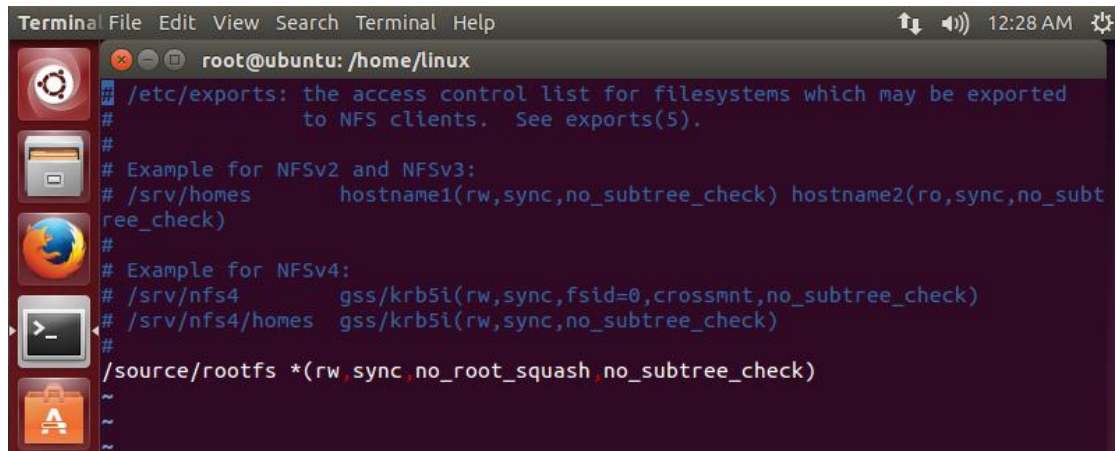 Terminal File Edit View Search Terminal Help 12:28 AM
root@ubuntu: /home/linux
# /etc/exports: the access control list for filesystems which may be exported
# to NFS clients. See exports(5).
#
# Example for NFSv2 and NFSv3:
# /srv/homes hostname1(rw,sync,no_subtree_check) hostname2(ro,sync,no_subt
ree_check)
#
# Example for NFSv4:
# /srv/nfs4 gss/krb5i(rw,sync,fsid=0,crossmnt,no_subtree_check)
# /srv/nfs4/homes gss/krb5i(rw,sync,no_subtree_check)
#
/source/rootfs *(rw,sync,no_root_squash,no_subtree_check)
~
~
~